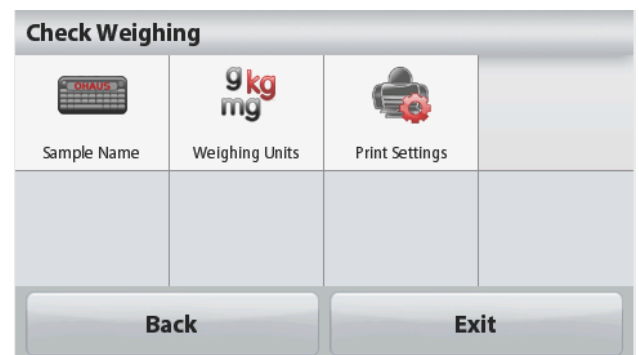 Check Weighing
OHAUS
g kg
mg
Sample Name
Weighing Units
Print Settings
Back
Exit